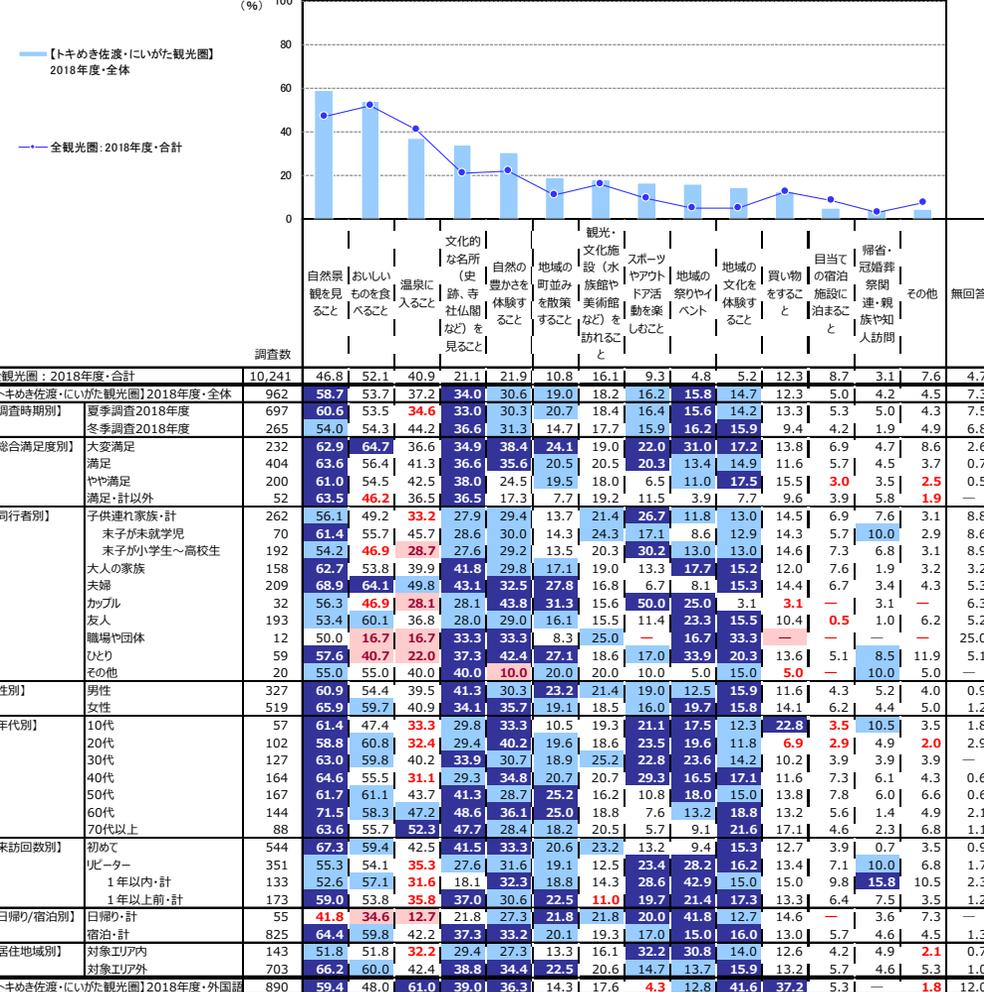 （％）
100
80
60
40
20
0
【トキめき佐渡・にいがた観光圏】
2018年度・全体
全観光圏：2018年度・合計
調査数
自然景観を見ること
おいしいものを食べること
温泉に入ること
文化的な名所（史跡、寺社仏閣など）を見ること
自然の豊かさを体験すること
地域の町並みを散策すること
観光・文化施設（水族館や美術館など）を訪れること
スポーツやアウトドア活動を楽しむこと
地域の祭りやイベント
地域の文化を体験すること
買い物をすること
目当ての宿泊施設に泊まること
帰省・冠婚葬祭関連・親族や知人訪問
その他
無回答
観光圏：2018年度・合計 10,241 46.8 52.1 40.9 21.1 21.9 10.8 16.1 9.3 4.8 5.2 12.3 8.7 3.1 7.6 4.7
トキめき佐渡・にいがた観光圏】2018年度・全体 962 58.7 53.7 37.2 34.0 30.6 19.0 18.2 16.2 15.8 14.7 12.3 5.0 4.2 4.5 7.3
調査時期別】 夏季調査2018年度 697 60.6 53.5 34.6 33.0 30.3 20.7 18.4 16.4 15.6 14.2 13.3 5.3 5.0 4.3 7.5
冬季調査2018年度 265 54.0 54.3 44.2 36.6 31.3 14.7 17.7 15.9 16.2 15.9 9.4 4.2 1.9 4.9 6.8
総合満足度別】 大変満足 232 62.9 64.7 36.6 34.9 38.4 24.1 19.0 22.0 31.0 17.2 13.8 6.9 4.7 8.6 2.6
満足 404 63.6 56.4 41.3 36.6 35.6 20.5 20.5 20.3 13.4 14.9 11.6 5.7 4.5 3.7 0.7
やや満足 200 61.0 54.5 42.5 38.0 24.5 19.5 18.0 6.5 11.0 17.5 15.5 3.0 3.5 2.5 0.5
満足・計以外 52 63.5 46.2 36.5 36.5 17.3 7.7 19.2 11.5 3.9 7.7 9.6 3.9 5.8 1.9 —
同行者別】 子供連れ家族・計 262 56.1 49.2 33.2 27.9 29.4 13.7 21.4 26.7 11.8 13.0 14.5 6.9 7.6 3.1 8.8
末子が未就学児 70 61.4 55.7 45.7 28.6 30.0 14.3 24.3 17.1 8.6 12.9 14.3 5.7 10.0 2.9 8.6
末子が小学生～高校生 192 54.2 46.9 28.7 27.6 29.2 13.5 20.3 30.2 13.0 13.0 14.6 7.3 6.8 3.1 8.9
大人の家族 158 62.7 53.8 39.9 41.8 29.8 17.1 19.0 13.3 17.7 15.2 12.0 7.6 1.9 3.2 3.2
夫婦 209 68.9 64.1 49.8 43.1 32.5 27.8 16.8 6.7 8.1 15.3 14.4 6.7 3.4 4.3 5.3
カップル 32 56.3 46.9 28.1 28.1 43.8 31.3 15.6 50.0 25.0 3.1 3.1 — 3.1 — 6.3
友人 193 53.4 60.1 36.8 28.0 29.0 16.1 15.5 11.4 23.3 15.5 10.4 0.5 1.0 6.2 5.2
職場や団体 12 50.0 16.7 16.7 33.3 33.3 8.3 25.0 — 16.7 33.3 — — — — 25.0
ひとり 59 57.6 40.7 22.0 37.3 42.4 27.1 18.6 17.0 33.9 20.3 13.6 5.1 8.5 11.9 5.1
その他 20 55.0 55.0 40.0 40.0 10.0 20.0 20.0 10.0 5.0 15.0 5.0 — 10.0 5.0 —
性別】 男性 327 60.9 54.4 39.5 41.3 30.3 23.2 21.4 19.0 12.5 15.9 11.6 4.3 5.2 4.0 0.9
女性 519 65.9 59.7 40.9 34.1 35.7 19.1 18.5 16.0 19.7 15.8 14.1 6.2 4.4 5.0 1.2
年代別】 10代 57 61.4 47.4 33.3 29.8 33.3 10.5 19.3 21.1 17.5 12.3 22.8 3.5 10.5 3.5 1.8
20代 102 58.8 60.8 32.4 29.4 40.2 19.6 18.6 23.5 19.6 11.8 6.9 2.9 4.9 2.0 2.9
30代 127 63.0 59.8 40.2 33.9 30.7 18.9 25.2 22.8 23.6 14.2 10.2 3.9 3.9 3.9 —
40代 164 64.6 55.5 31.1 29.3 34.8 20.7 20.7 29.3 16.5 17.1 11.6 7.3 6.1 4.3 0.6
50代 167 61.7 61.1 43.7 41.3 28.7 25.2 16.2 10.8 18.0 15.0 13.8 7.8 6.0 6.6 0.6
60代 144 71.5 58.3 47.2 48.6 36.1 25.0 18.8 7.6 13.2 18.8 13.2 5.6 1.4 4.9 2.1
70代以上 88 63.6 55.7 52.3 47.7 28.4 18.2 20.5 5.7 9.1 21.6 17.1 4.6 2.3 6.8 1.1
来訪回数別】 初めて 544 67.3 59.4 42.5 41.5 33.3 20.6 23.2 13.2 9.4 15.3 12.7 3.9 0.7 3.5 0.9
リピーター 351 55.3 54.1 35.3 27.6 31.6 19.1 12.5 23.4 28.2 16.2 13.4 7.1 10.0 6.8 1.7
１年以内・計 133 52.6 57.1 31.6 18.1 32.3 18.8 14.3 28.6 42.9 15.0 15.0 9.8 15.8 10.5 2.3
１年以上前・計 173 59.0 53.8 35.8 37.0 30.6 22.5 11.0 19.7 21.4 17.3 13.3 6.4 7.5 3.5 1.2
日帰り/宿泊別】 日帰り・計 55 41.8 34.6 12.7 21.8 27.3 21.8 21.8 20.0 41.8 12.7 14.6 — 3.6 7.3 —
宿泊・計 825 64.4 59.8 42.2 37.3 33.2 20.1 19.3 17.0 15.0 16.0 13.0 5.7 4.6 4.5 1.3
居住地域別】 対象エリア内 143 51.8 51.8 32.2 29.4 27.3 13.3 16.1 32.2 30.8 14.0 12.6 4.2 4.9 2.1 0.7
対象エリア外 703 66.2 60.0 42.4 38.8 34.4 22.5 20.6 14.7 13.7 15.9 13.2 5.7 4.6 5.3 1.0
トキめき佐渡・にいがた観光圏】2018年度・外国語 890 59.4 48.0 61.0 39.0 36.3 14.3 17.6 4.3 12.8 41.6 37.2 5.3 — 1.8 12.0